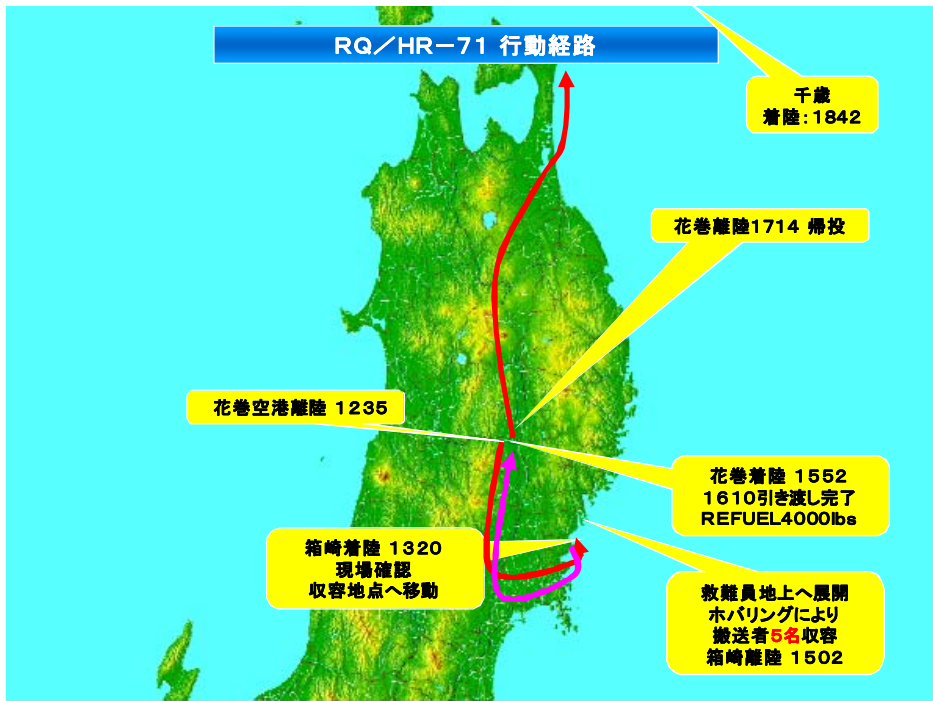 RQ／HR－71 行動経路
千歳
着陸：1842
花巻離陸1714 帰投
花巻空港離陸 1235
花巻着陸 1552
1610引き渡し完了
REFUEL4000lbs
箱崎着陸 1320
現場確認
収容地点へ移動
救難員地上へ展開
ホバリングにより
搬送者5名収容
箱崎離陸 1502